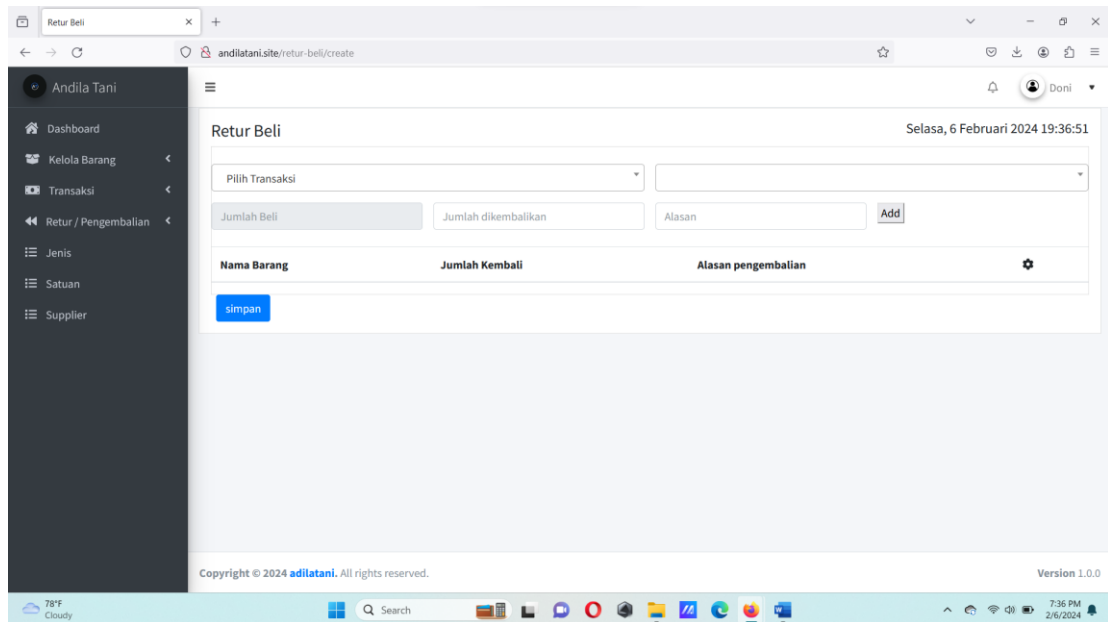 Retur Beli
andilatani.site/retur-beli/create
Andila Tani
Doni
Dashboard
Kelola Barang
Transaksi
Retur / Pengembalian
Jenis
Satuan
Supplier
Retur Beli
Selasa, 6 Februari 2024 19:36:51
Pilih Transaksi
Jumlah Beli
Jumlah dikembalikan
Alasan
Add
Nama Barang
Jumlah Kembali
Alasan pengembalian
simpan
Copyright © 2024 adilatani. All rights reserved.
Version 1.0.0
78°F
Cloudy
Search
7:36 PM
2/6/2024